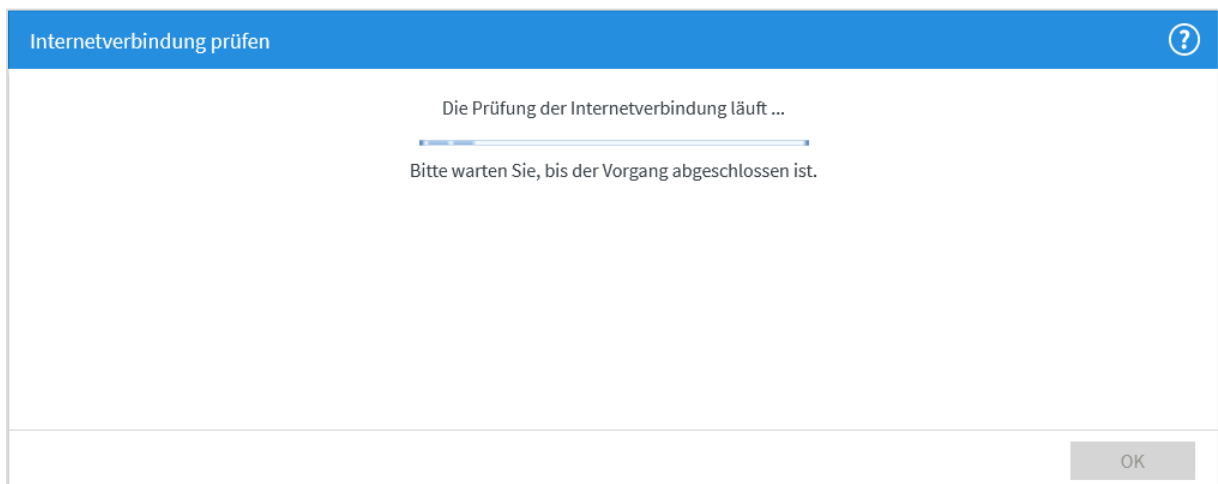 Internetverbindung prüfen
?
Die Prüfung der Internetverbindung läuft ...
Bitte warten Sie, bis der Vorgang abgeschlossen ist.
OK